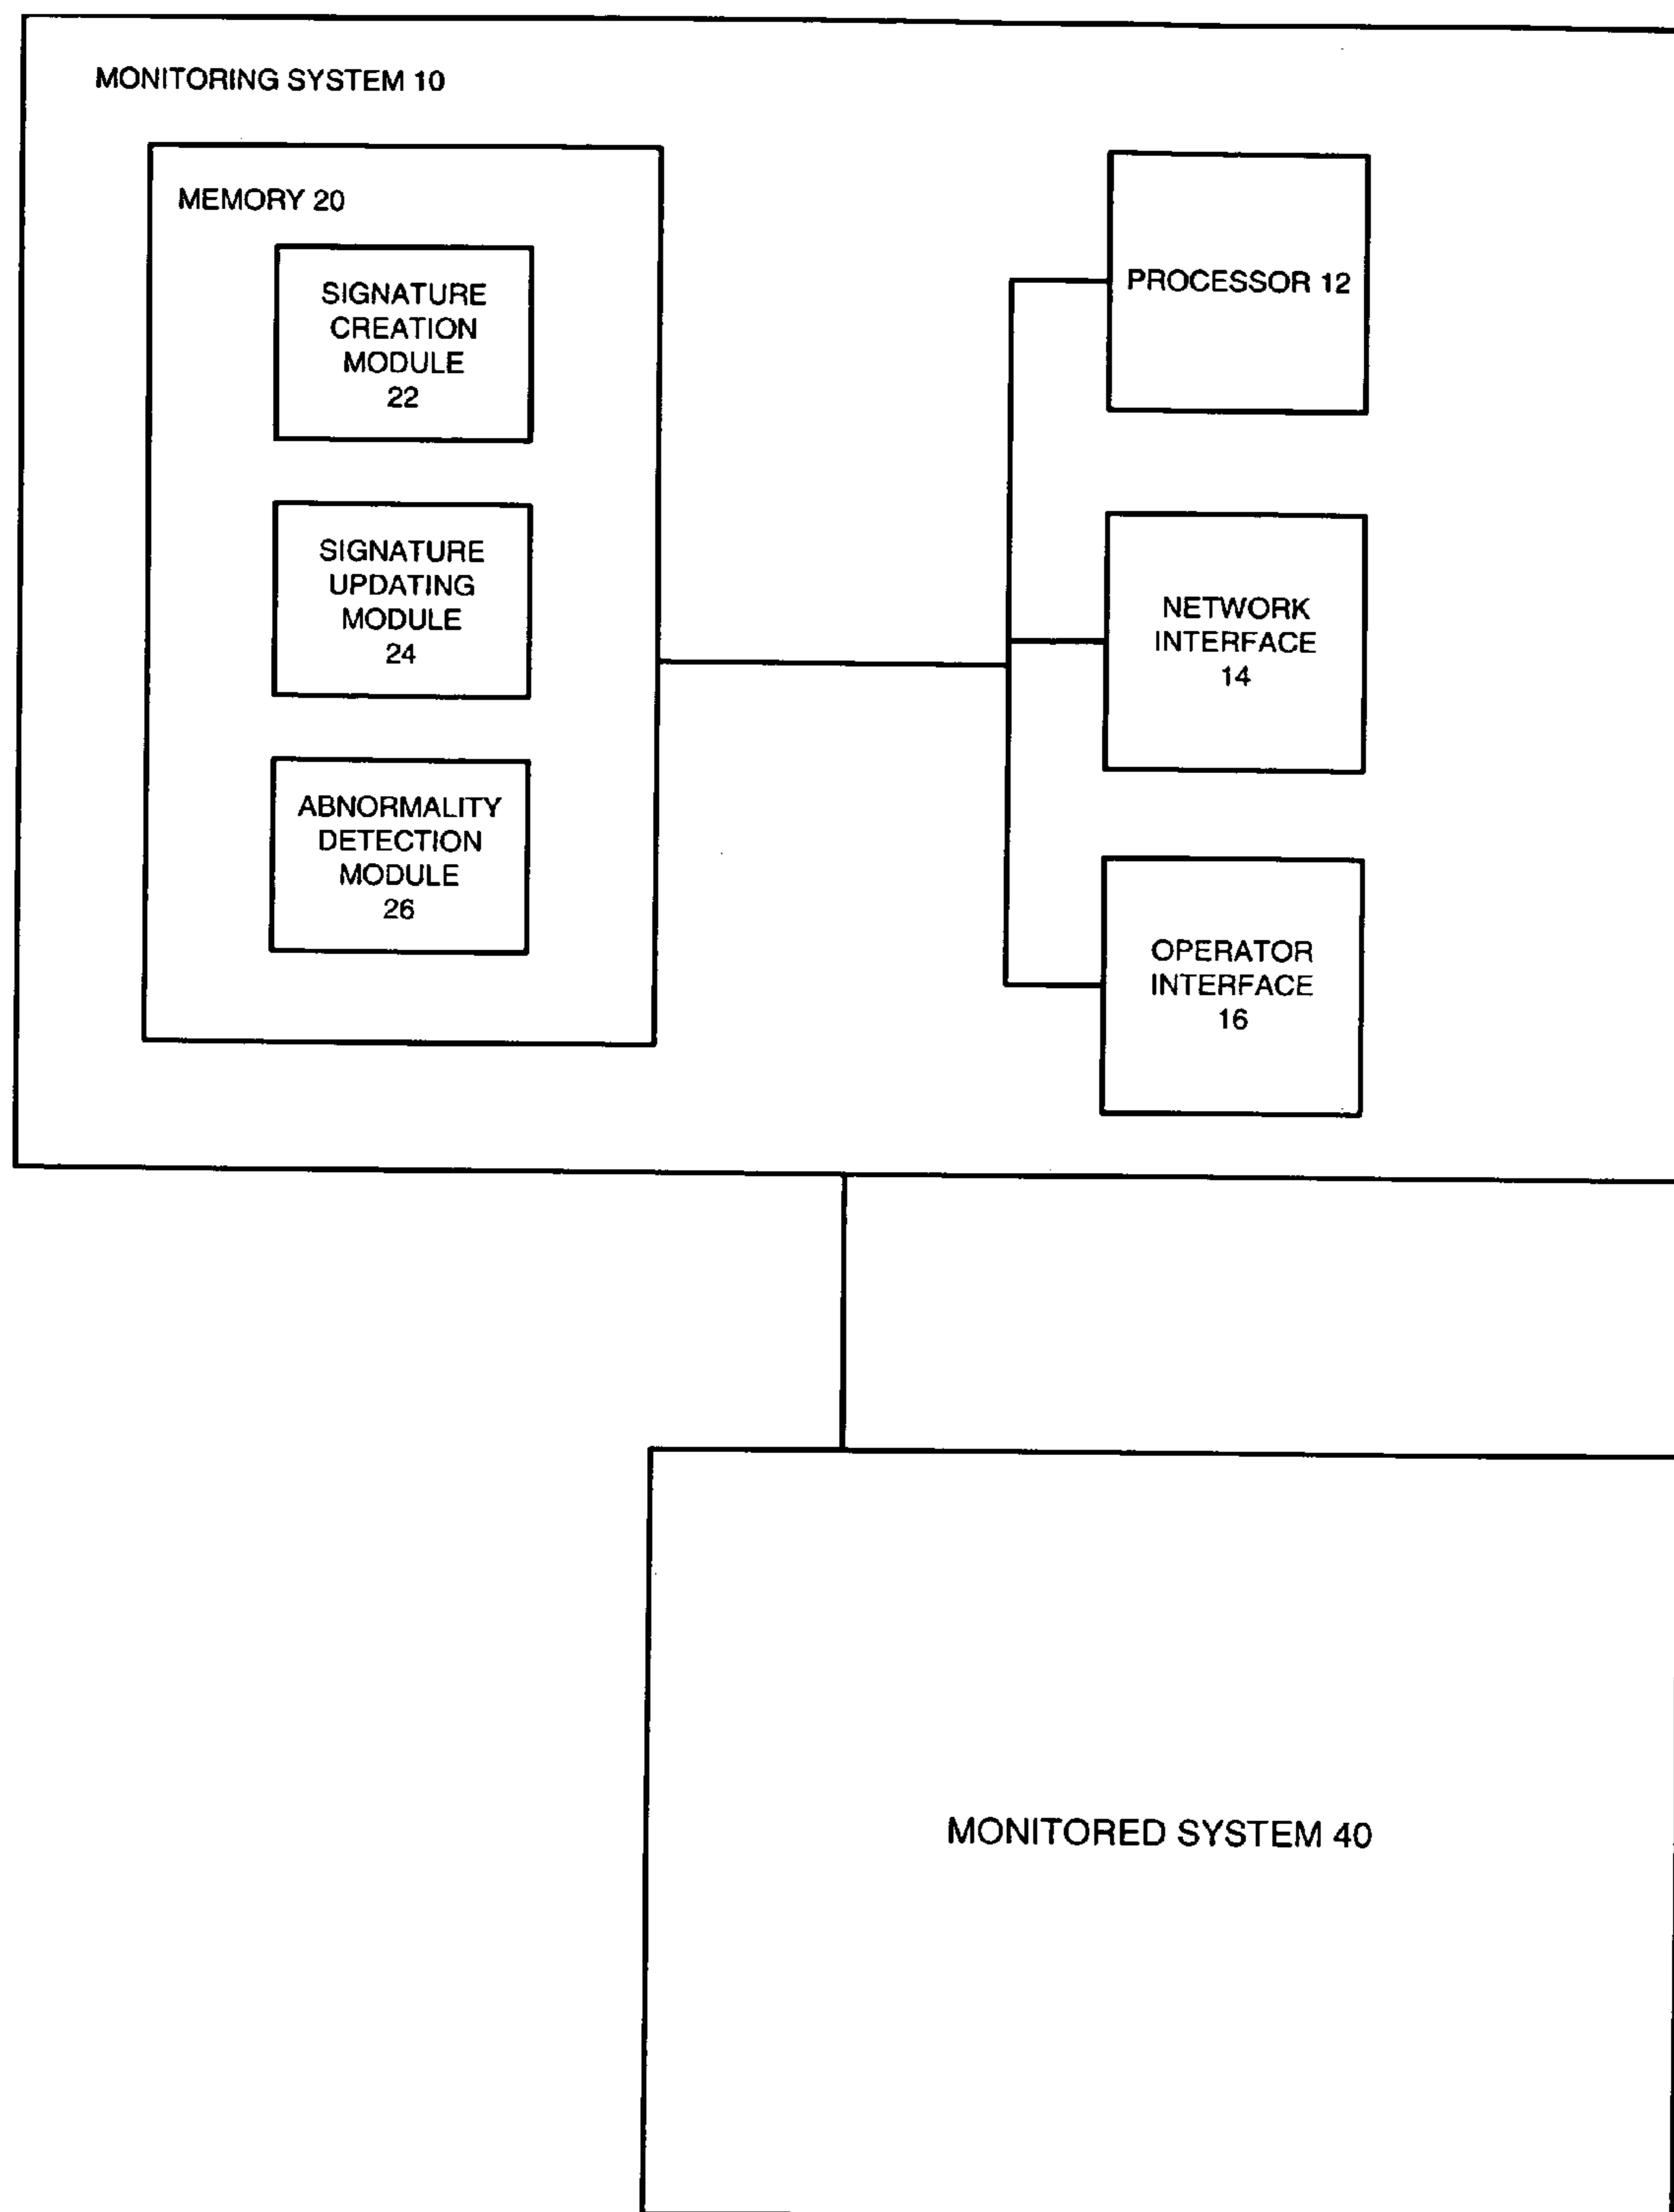 MONITORING SYSTEM 10
MEMORY 20
SIGNATURE
CREATION
MODULE
22
SIGNATURE
UPDATING
MODULE
24
ABNORMALITY
DETECTION
MODULE
26
PROCESSOR 12
NETWORK
INTERFACE
14
OPERATOR
INTERFACE
16
MONITORED SYSTEM 40